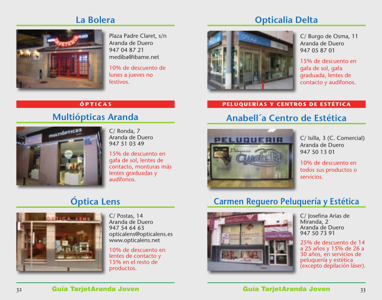 La Bolera
Plaza Padre Claret, s/n
Aranda de Duero
947 04 87 21
mediba@tbame.net
10% de descuento de
lunes a jueves no
festivos.
ÓPTICAS
Multiópticas Aranda
multiópticas
C/ Ronda, 7
Aranda de Duero
947 51 03 49
15% de descuento en
gafa de sol, lentes de
contacto, monturas más
lentes graduadas y
audífonos.
Óptica Lens
OPTICA LENS
C/ Postas, 14
Aranda de Duero
947 54 64 63
opticalens@opticalens.es
www.opticalens.net
10% de descuento en
lentes de contacto y
15% en el resto de
productos.
32
Guía TarjetAranda Joven
Opticalia Delta
C/ Burgo de Osma, 11
Aranda de Duero
947 05 87 01
15% de descuento en
gafa de sol, gafa
graduada, lentes de
contacto y audífonos.
PELUQUERÍAS Y CENTROS DE ESTÉTICA
Anabell´a Centro de Estética
PELUQUERIA
C/ Isilla, 3 (C. Comercial)
Aranda de Duero
947 50 13 01
10% de descuento en
todos sus productos o
servicios.
Carmen Reguero Peluquería y Estética
C/ Josefina Arias de
Miranda, 2
Aranda de Duero
947 50 73 91
25% de descuento de 14
a 25 años y 15% de 26 a
30 años, en servicios de
peluquería y estética
(excepto depilación láser).
Guía TarjetAranda Joven
33